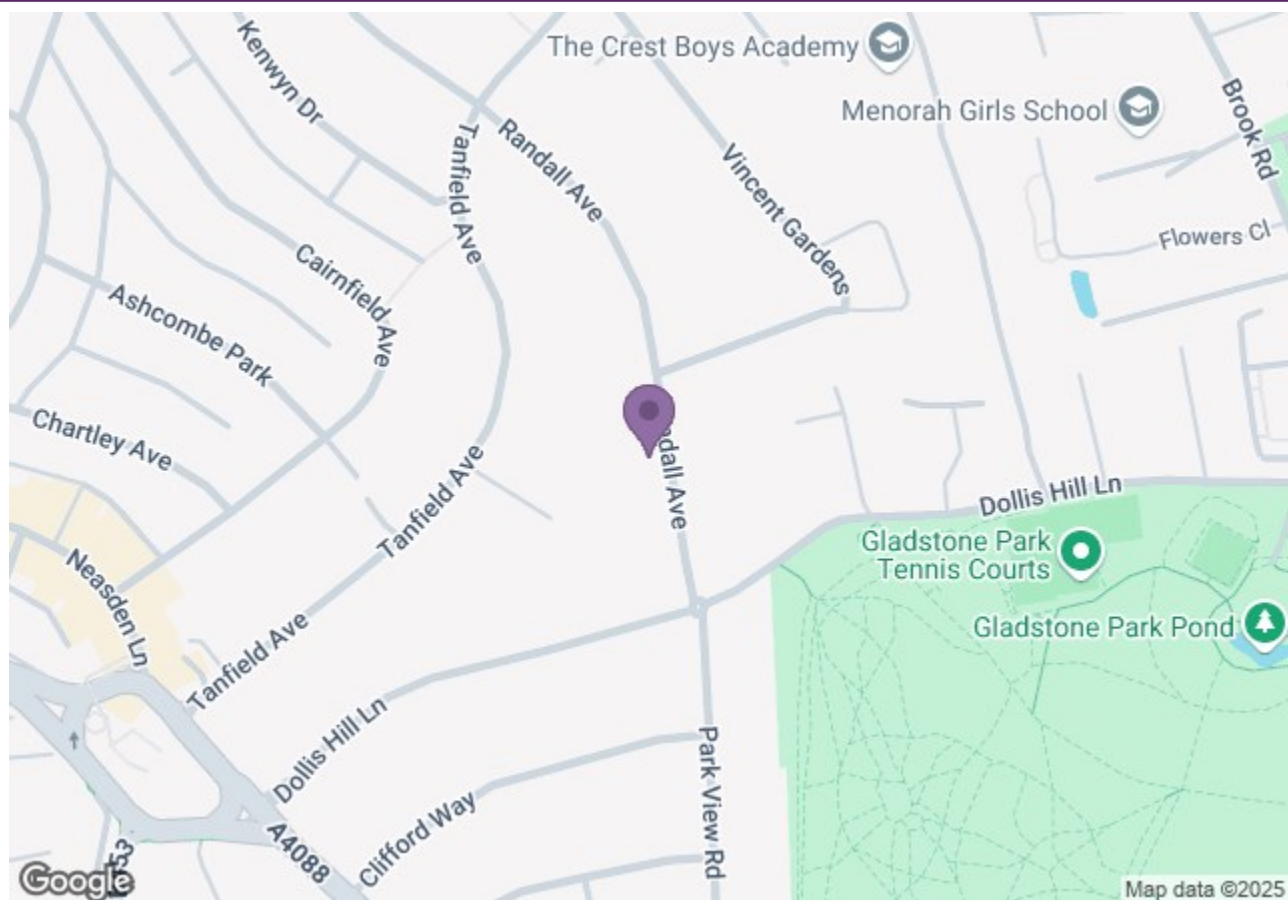 The Crest Boys Academy
Menorah Girls School
Kenwyn Dr
Tanfield Ave
Randall Ave
Vincent Gardens
Brook Rd
Flowers Cl
Cairnfield Ave
Ashcombe Park
Chartley Ave
Tanfield Ave
ndall Ave
Dollis Hill Ln
Gladstone Park
Tennis Courts
Gladstone Park Pond
Neasden Ln
Tanfield Ave
Dollis Hill Ln
Park View Rd
Clifford Way
A4088
Google
Map data ©2025